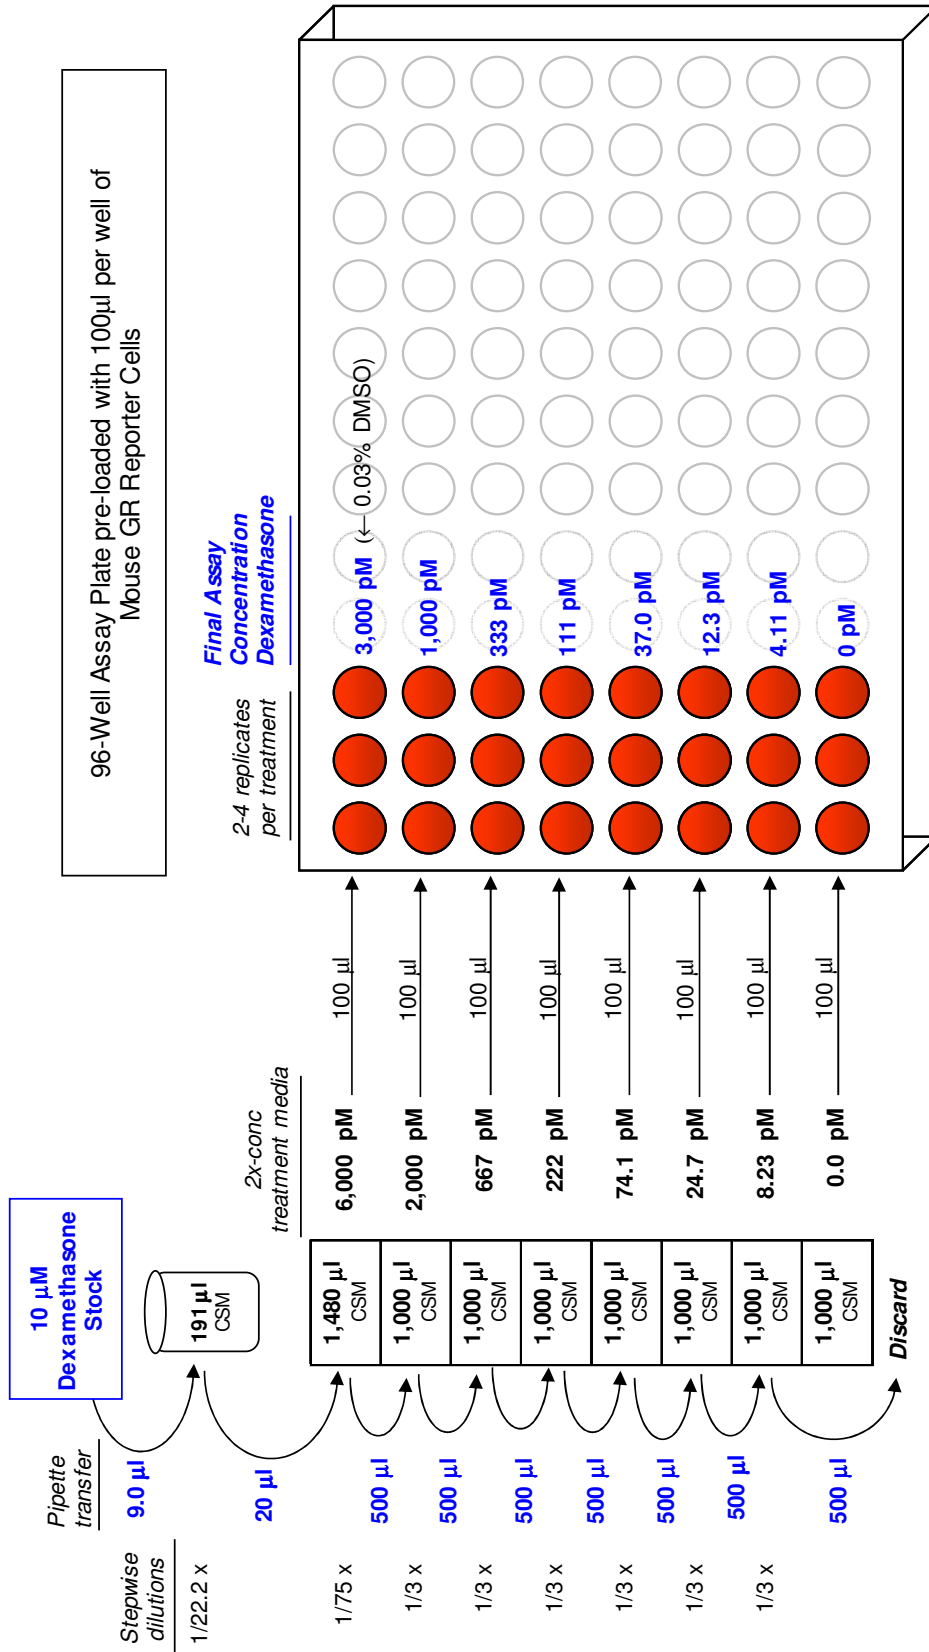 96-Well Assay Plate pre-loaded with 100µl per well of
Mouse GR Reporter Cells
10 µM
Dexamethasone
Stock
Stepwise
dilutions
Pipette
transfer
1/22.2 x
9.0 µl
191 µl
CSM
20 µl
2x-conc
treatment media
2-4 replicates
per treatment
Final Assay
Concentration
Dexamethasone
1/75 x
1,480 µl
CSM
6,000 pM
100 µl
3,000 pM (← 0.03% DMSO)
1/3 x
500 µl
1,000 µl
CSM
2,000 pM
100 µl
1,000 pM
1/3 x
500 µl
1,000 µl
CSM
667 pM
100 µl
333 pM
1/3 x
500 µl
1,000 µl
CSM
222 pM
100 µl
111 pM
1/3 x
500 µl
1,000 µl
CSM
74.1 pM
100 µl
37.0 pM
1/3 x
500 µl
1,000 µl
CSM
24.7 pM
100 µl
12.3 pM
1/3 x
500 µl
1,000 µl
CSM
8.23 pM
100 µl
4.11 pM
500 µl
1,000 µl
CSM
0.0 pM
100 µl
0 pM
Discard